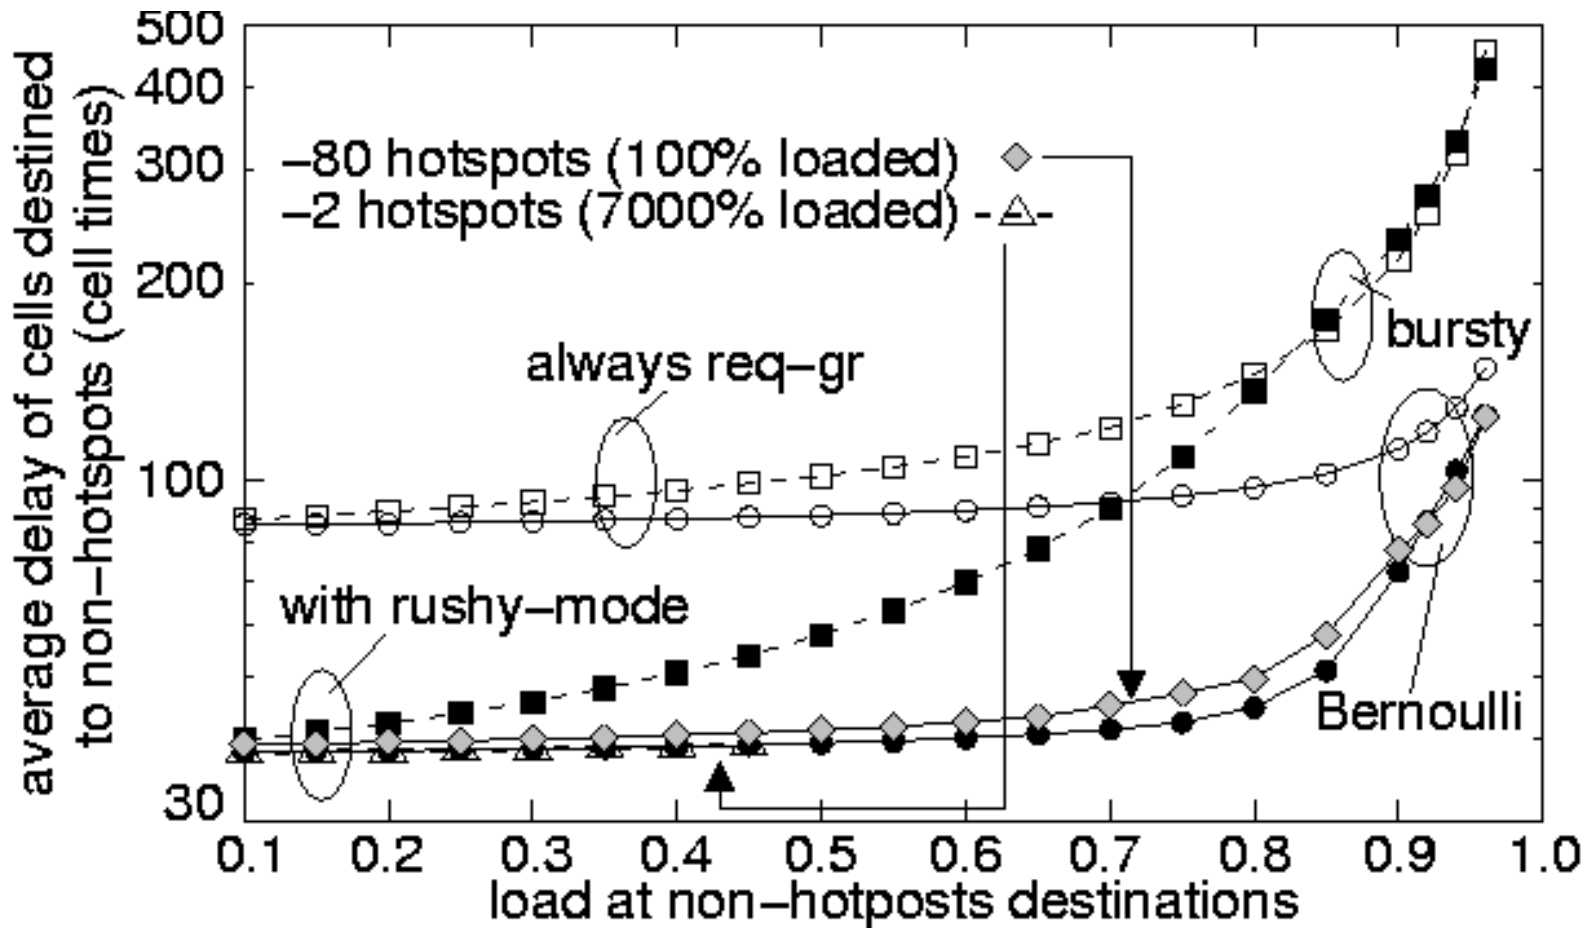 average delay of cells destined
to non–hotspots (cell times)
500
400
300
200
100
30
–80 hotspots (100% loaded)
–2 hotspots (7000% loaded)
always req–gr
bursty
with rushy–mode
Bernoulli
0.1 0.2 0.3 0.4 0.5 0.6 0.7 0.8 0.9 1.0
load at non–hotposts destinations